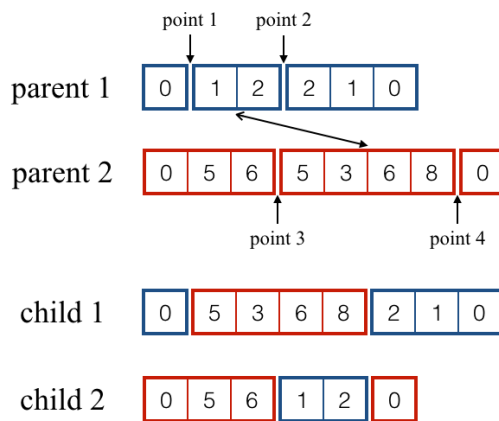 point 1 point 2
parent 1 0 1 2 2 1 0
parent 2 0 5 6 5 3 6 8 0
point 3 point 4
child 1 0 5 3 6 8 2 1 0
child 2 0 5 6 1 2 0